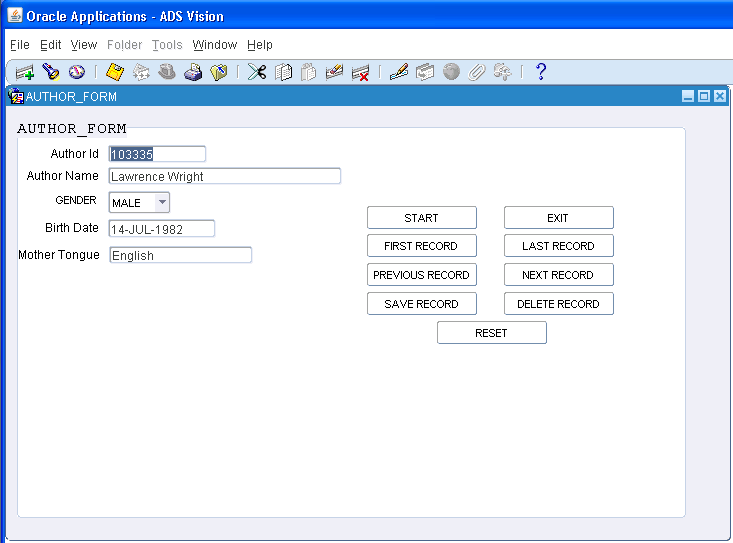 Oracle Applications - ADS Vision
File Edit View Folder Tools Window Help
AUTHOR_FORM
AUTHOR_FORM
Author Id 103335
Author Name Lawrence Wright
GENDER MALE
Birth Date 14-JUL-1982
Mother Tongue English
START EXIT
FIRST RECORD LAST RECORD
PREVIOUS RECORD NEXT RECORD
SAVE RECORD DELETE RECORD
RESET